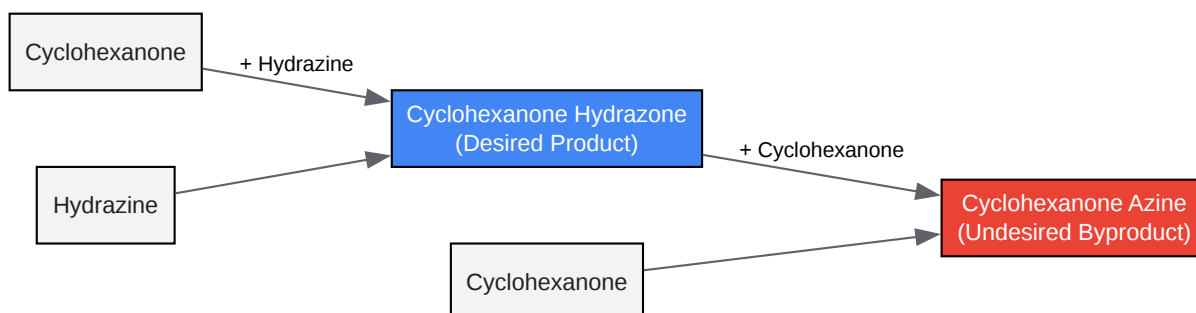 Cyclohexanone
+ Hydrazine
Cyclohexanone Hydrazone
(Desired Product)
+ Cyclohexanone
Hydrazine
Cyclohexanone Azine
(Undesired Byproduct)
Cyclohexanone